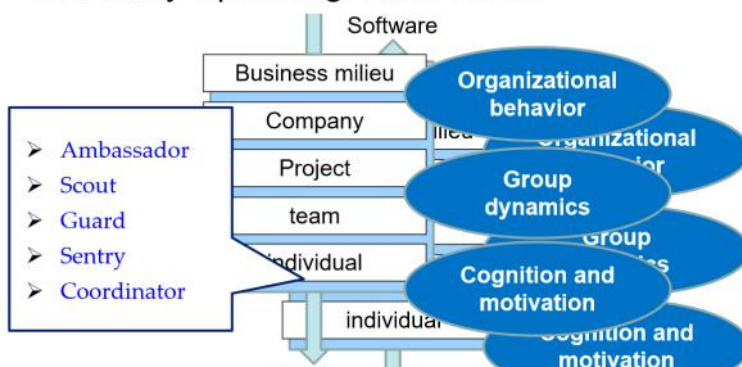 Software
Business milieu
Organizational
behavior
Company
Organizational
Ambassador
Scout
Guard
Sentry
Coordinator
Project
Group
dynamics
team
Group
individual
Cognition and
motivation
individual
Cognition and
motivation